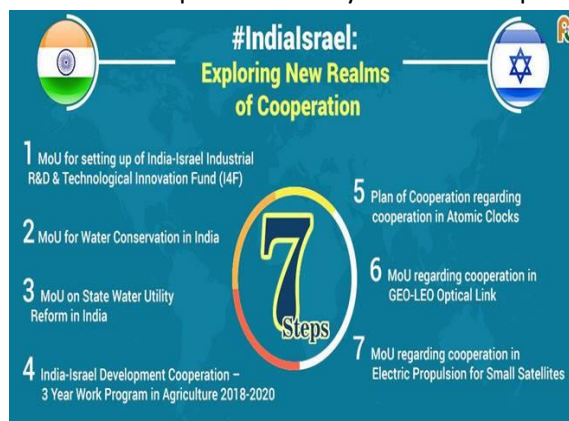 #IndiaIsrael:
Exploring New Realms
of Cooperation
1 MoU for setting up of India-Israel Industrial
R&D & Technological Innovation Fund (I4F)
2 MoU for Water Conservation in India
3 MoU on State Water Utility
Reform in India
4 India-Israel Development Cooperation –
3 Year Work Program in Agriculture 2018-2020
7
Steps
5 Plan of Cooperation regarding
cooperation in Atomic Clocks
6 MoU regarding cooperation in
GEO-LEO Optical Link
7 MoU regarding cooperation in
Electric Propulsion for Small Satellites